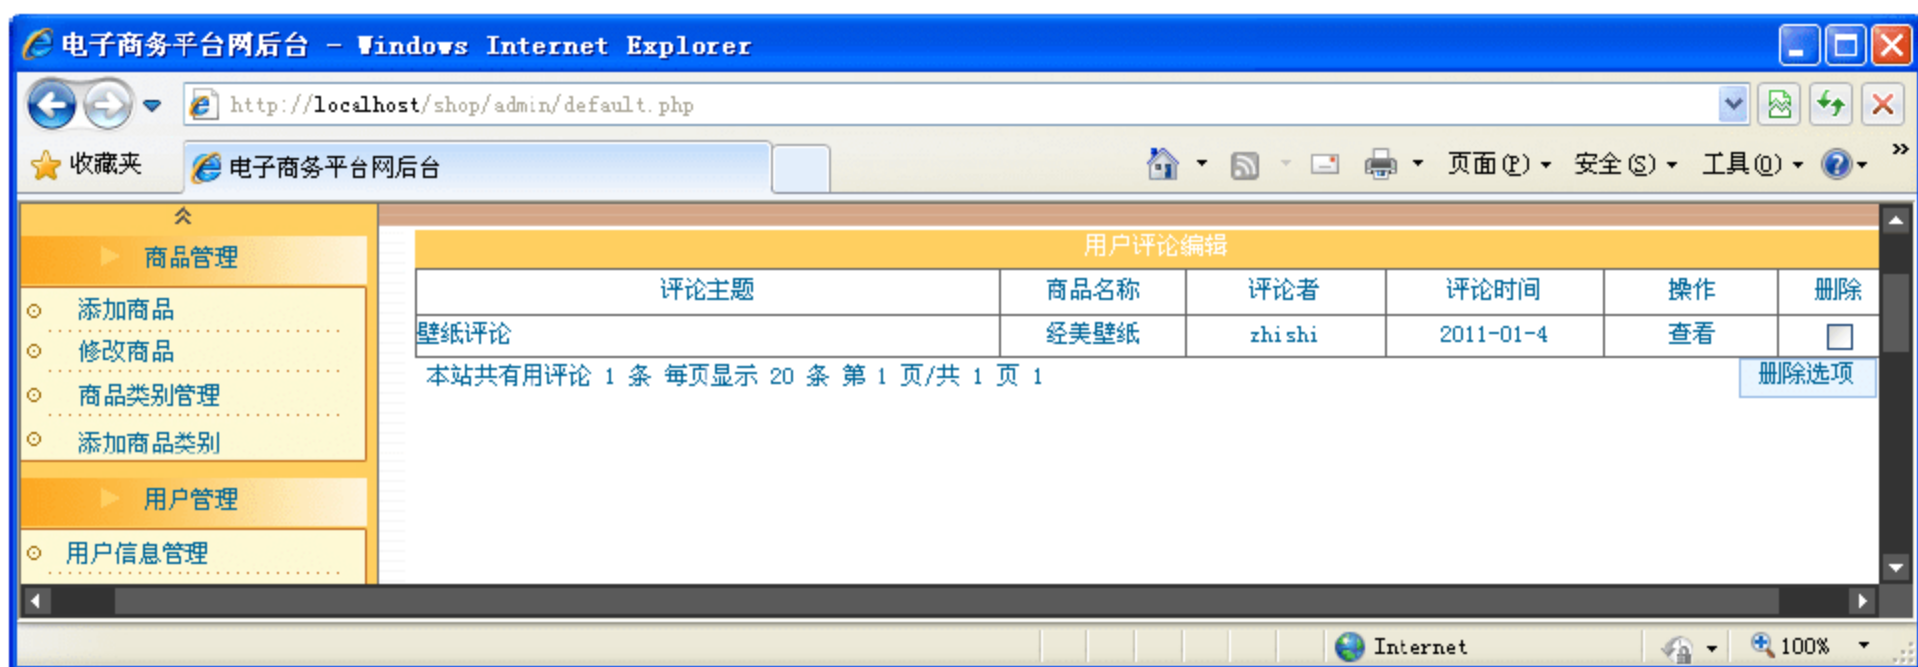 电子商务平台网后台 - Windows Internet Explorer
http://localhost/shop/admin/default.php
收藏夹 电子商务平台网后台 页面(P) 安全(S) 工具(O) »
商品管理
添加商品
修改商品
商品类别管理
添加商品类别
用户管理
用户信息管理
用户评论编辑
评论主题 商品名称 评论者 评论时间 操作 删除
壁纸评论 经美壁纸 zhishi 2011-01-4 查看
本站共有用评论 1 条 每页显示 20 条 第 1 页/共 1 页 1 删除选项
Internet 100%